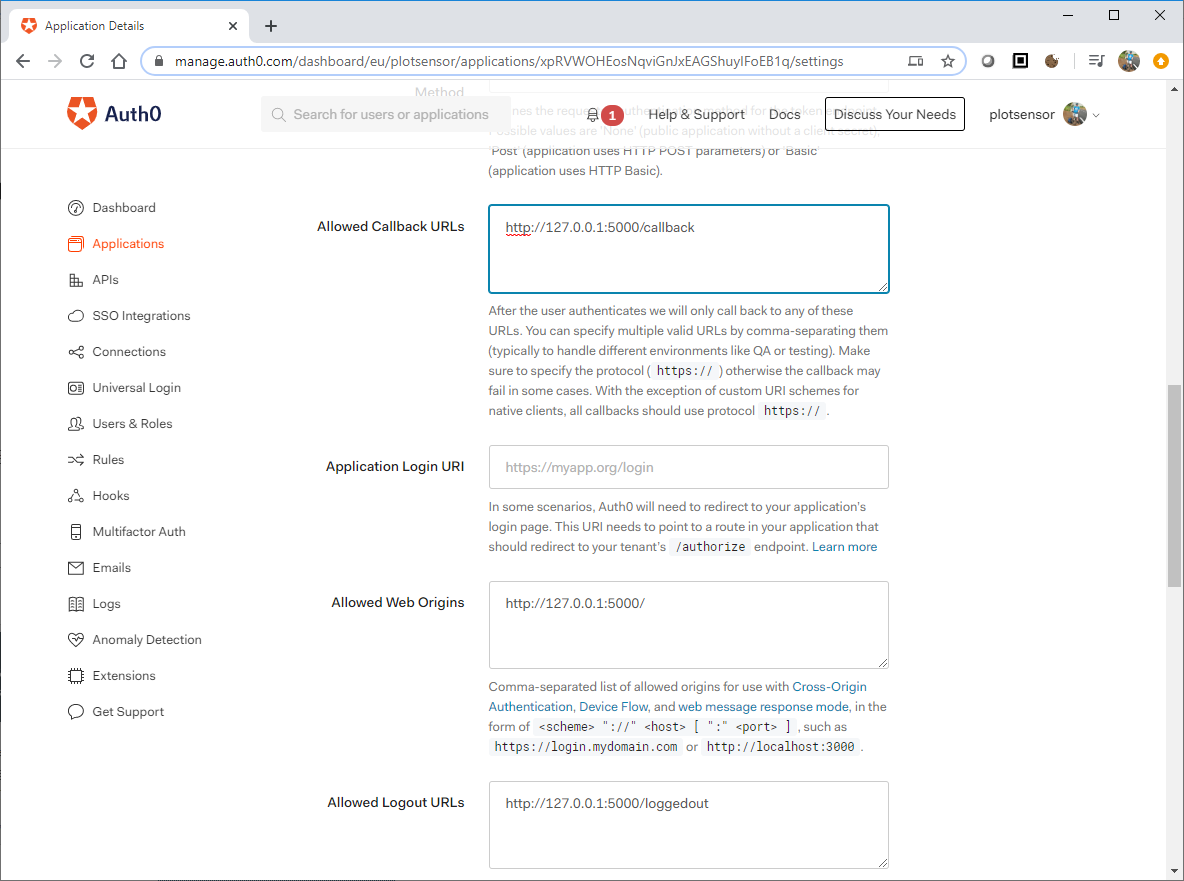 Application Details
manage.auth0.com/dashboard/eu/plotsensor/applications/xpRVWOHEosNqviGnJxEAGShuyIFoEB1q/settings
Method
Auth0
Search for users or applications
1
Help & Support
Docs
Discuss Your Needs
plotsensor
Possible values are 'None' (public application without a client secret),
'Post' (application uses HTTP POST parameters) or 'Basic'
(application uses HTTP Basic).
Dashboard
Applications
APIs
SSO Integrations
Connections
Universal Login
Users & Roles
Rules
Hooks
Multifactor Auth
Emails
Logs
Anomaly Detection
Extensions
Get Support
Allowed Callback URLs
http://127.0.0.1:5000/callback
After the user authenticates we will only call back to any of these
URLs. You can specify multiple valid URLs by comma-separating them
(typically to handle different environments like QA or testing). Make
sure to specify the protocol ( https:// ) otherwise the callback may
fail in some cases. With the exception of custom URI schemes for
native clients, all callbacks should use protocol https:// .
Application Login URI
https://myapp.org/login
In some scenarios, Auth0 will need to redirect to your application's
login page. This URI needs to point to a route in your application that
should redirect to your tenant's /authorize endpoint. Learn more
Allowed Web Origins
http://127.0.0.1:5000/
Comma-separated list of allowed origins for use with Cross-Origin
Authentication, Device Flow, and web message response mode, in the
form of <scheme> "://" <host> [ ":" <port> ] , such as
https://login.mydomain.com or http://localhost:3000 .
Allowed Logout URLs
http://127.0.0.1:5000/loggedout